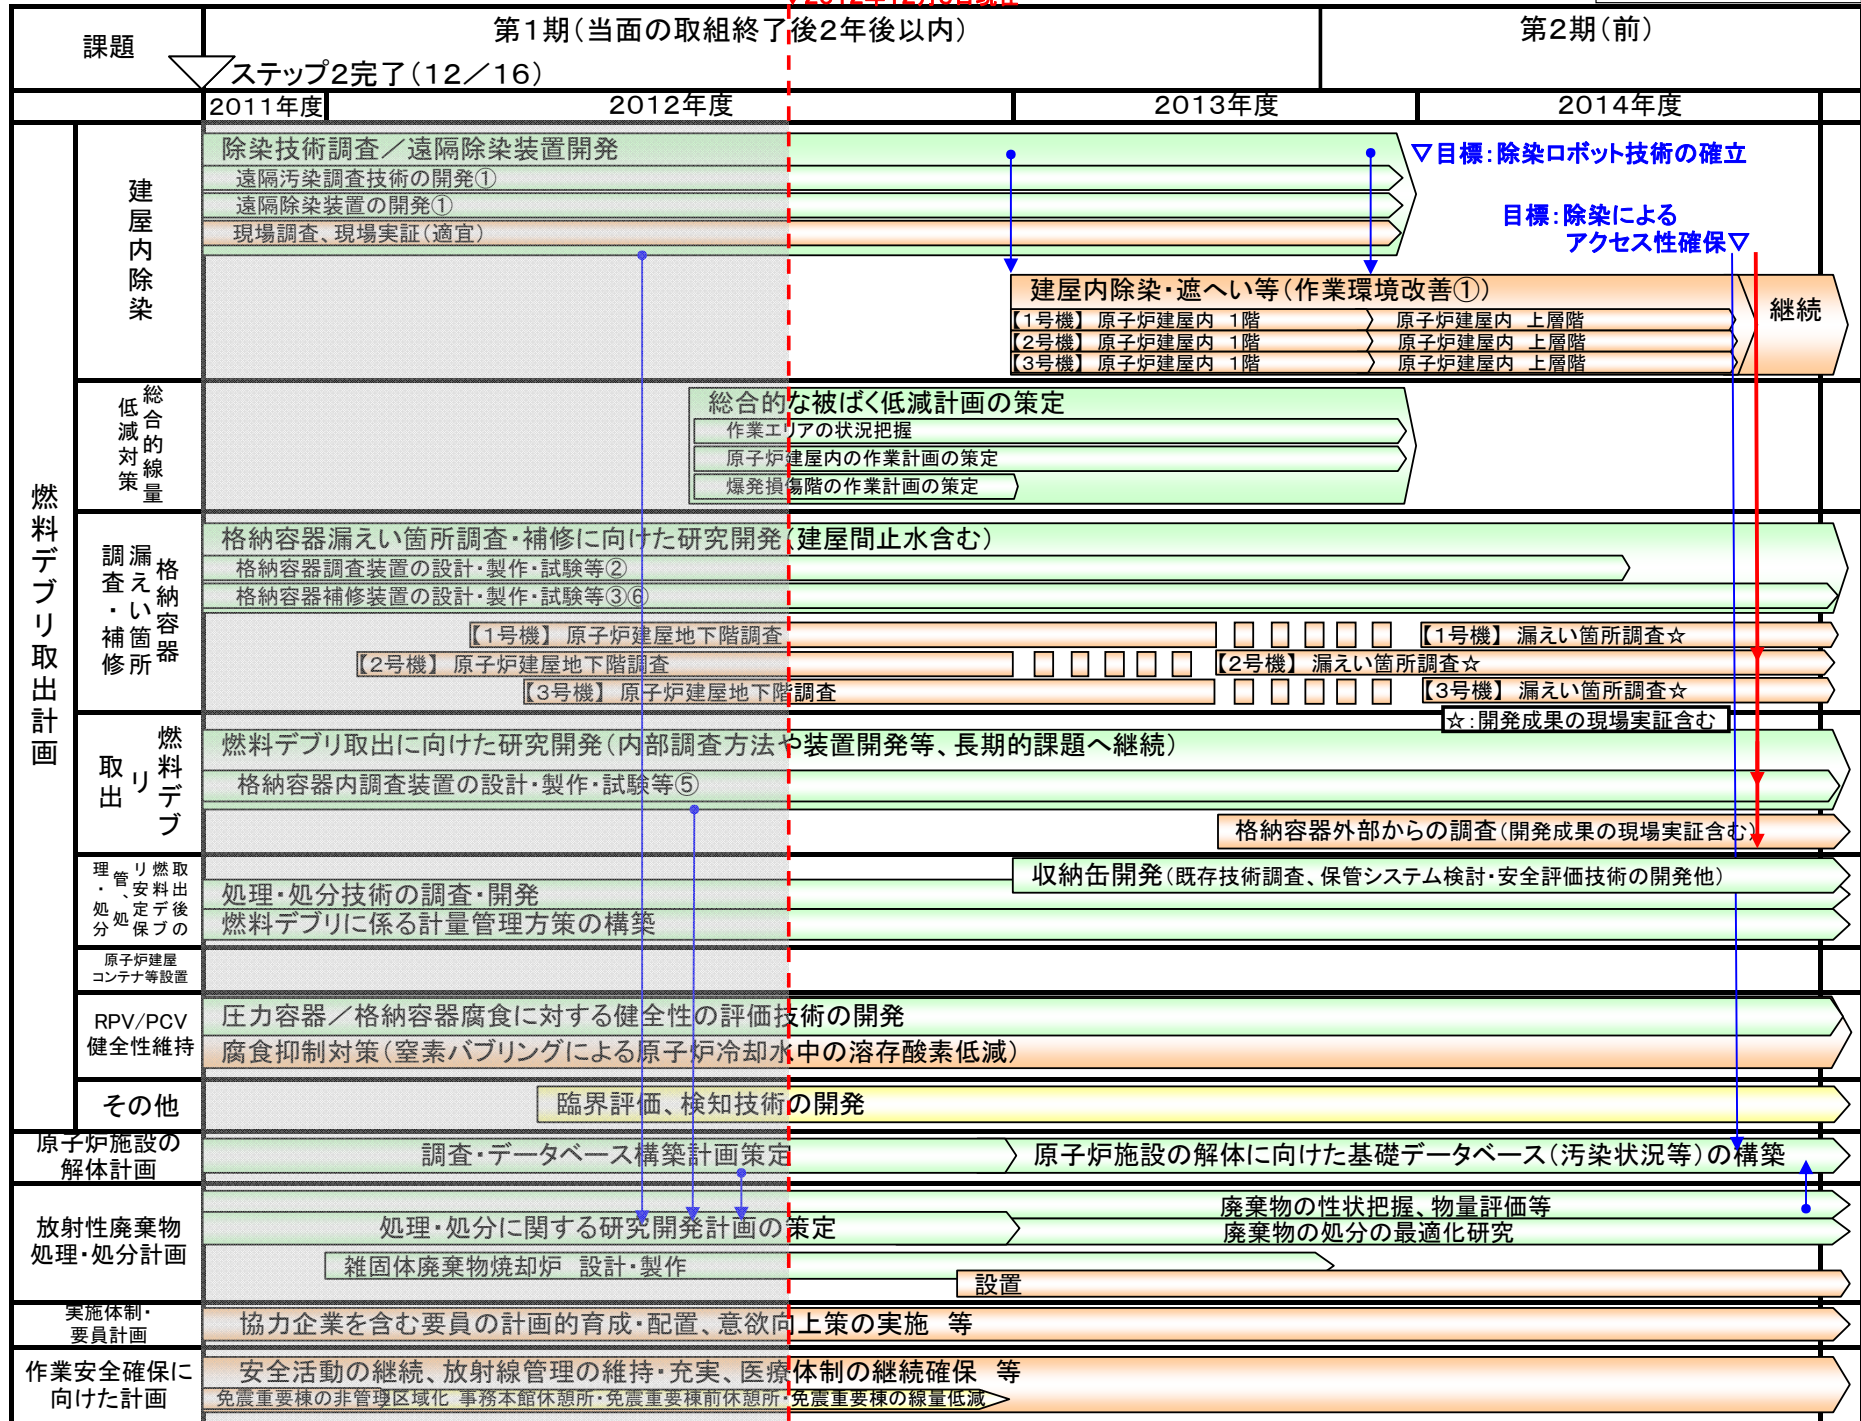 2012年12月3日現在
課題
第1期(当面の取組終了後2年後以内)
第2期(前)
ステップ2完了(12/16)
2011年度
2012年度
2013年度
2014年度
燃料デブリ取出計画
建屋内除染
除染技術調査/遠隔除染装置開発
遠隔汚染調査技術の開発①
遠隔除染装置の開発①
現場調査、現場実証(適宜)
▽目標:除染ロボット技術の確立
目標:除染による
アクセス性確保▽
建屋内除染・遮へい等(作業環境改善①)
継続
【1号機】 原子炉建屋内 1階
原子炉建屋内 上層階
【2号機】 原子炉建屋内 1階
原子炉建屋内 上層階
【3号機】 原子炉建屋内 1階
原子炉建屋内 上層階
総合的線量低減対策
総合的な被ばく低減計画の策定
作業エリアの状況把握
原子炉建屋内の作業計画の策定
爆発損傷階の作業計画の策定
格納容器漏えい箇所調査・補修
格納容器漏えい箇所調査・補修に向けた研究開発(建屋間止水含む)
格納容器調査装置の設計・製作・試験等②
格納容器補修装置の設計・製作・試験等③⑥
【1号機】 原子炉建屋地下階調査
【1号機】 漏えい箇所調査☆
【2号機】 原子炉建屋地下階調査
【2号機】 漏えい箇所調査☆
【3号機】 原子炉建屋地下階調査
【3号機】 漏えい箇所調査☆
☆:開発成果の現場実証含む
燃料デブリ取出
燃料デブリ取出に向けた研究開発(内部調査方法や装置開発等、長期的課題へ継続)
格納容器内調査装置の設計・製作・試験等⑤
格納容器外部からの調査(開発成果の現場実証含む)
取出後の燃料デブリ安定保管、処理・処分
収納缶開発(既存技術調査、保管システム検討・安全評価技術の開発他)
処理・処分技術の調査・開発
燃料デブリに係る計量管理方策の構築
原子炉建屋
コンテナ等設置
RPV/PCV
健全性維持
圧力容器/格納容器腐食に対する健全性の評価技術の開発
腐食抑制対策(窒素バブリングによる原子炉冷却水中の溶存酸素低減)
その他
臨界評価、検知技術の開発
原子炉施設の
解体計画
調査・データベース構築計画策定
原子炉施設の解体に向けた基礎データベース(汚染状況等)の構築
放射性廃棄物
処理・処分計画
廃棄物の性状把握、物量評価等
処理・処分に関する研究開発計画の策定
廃棄物の処分の最適化研究
雑固体廃棄物焼却炉 設計・製作
設置
実施体制・
要員計画
協力企業を含む要員の計画的育成・配置、意欲向上策の実施 等
作業安全確保に
向けた計画
安全活動の継続、放射線管理の維持・充実、医療体制の継続確保 等
免震重要棟の非管理区域化 事務本館休憩所・免震重要棟前休憩所・免震重要棟の線量低減